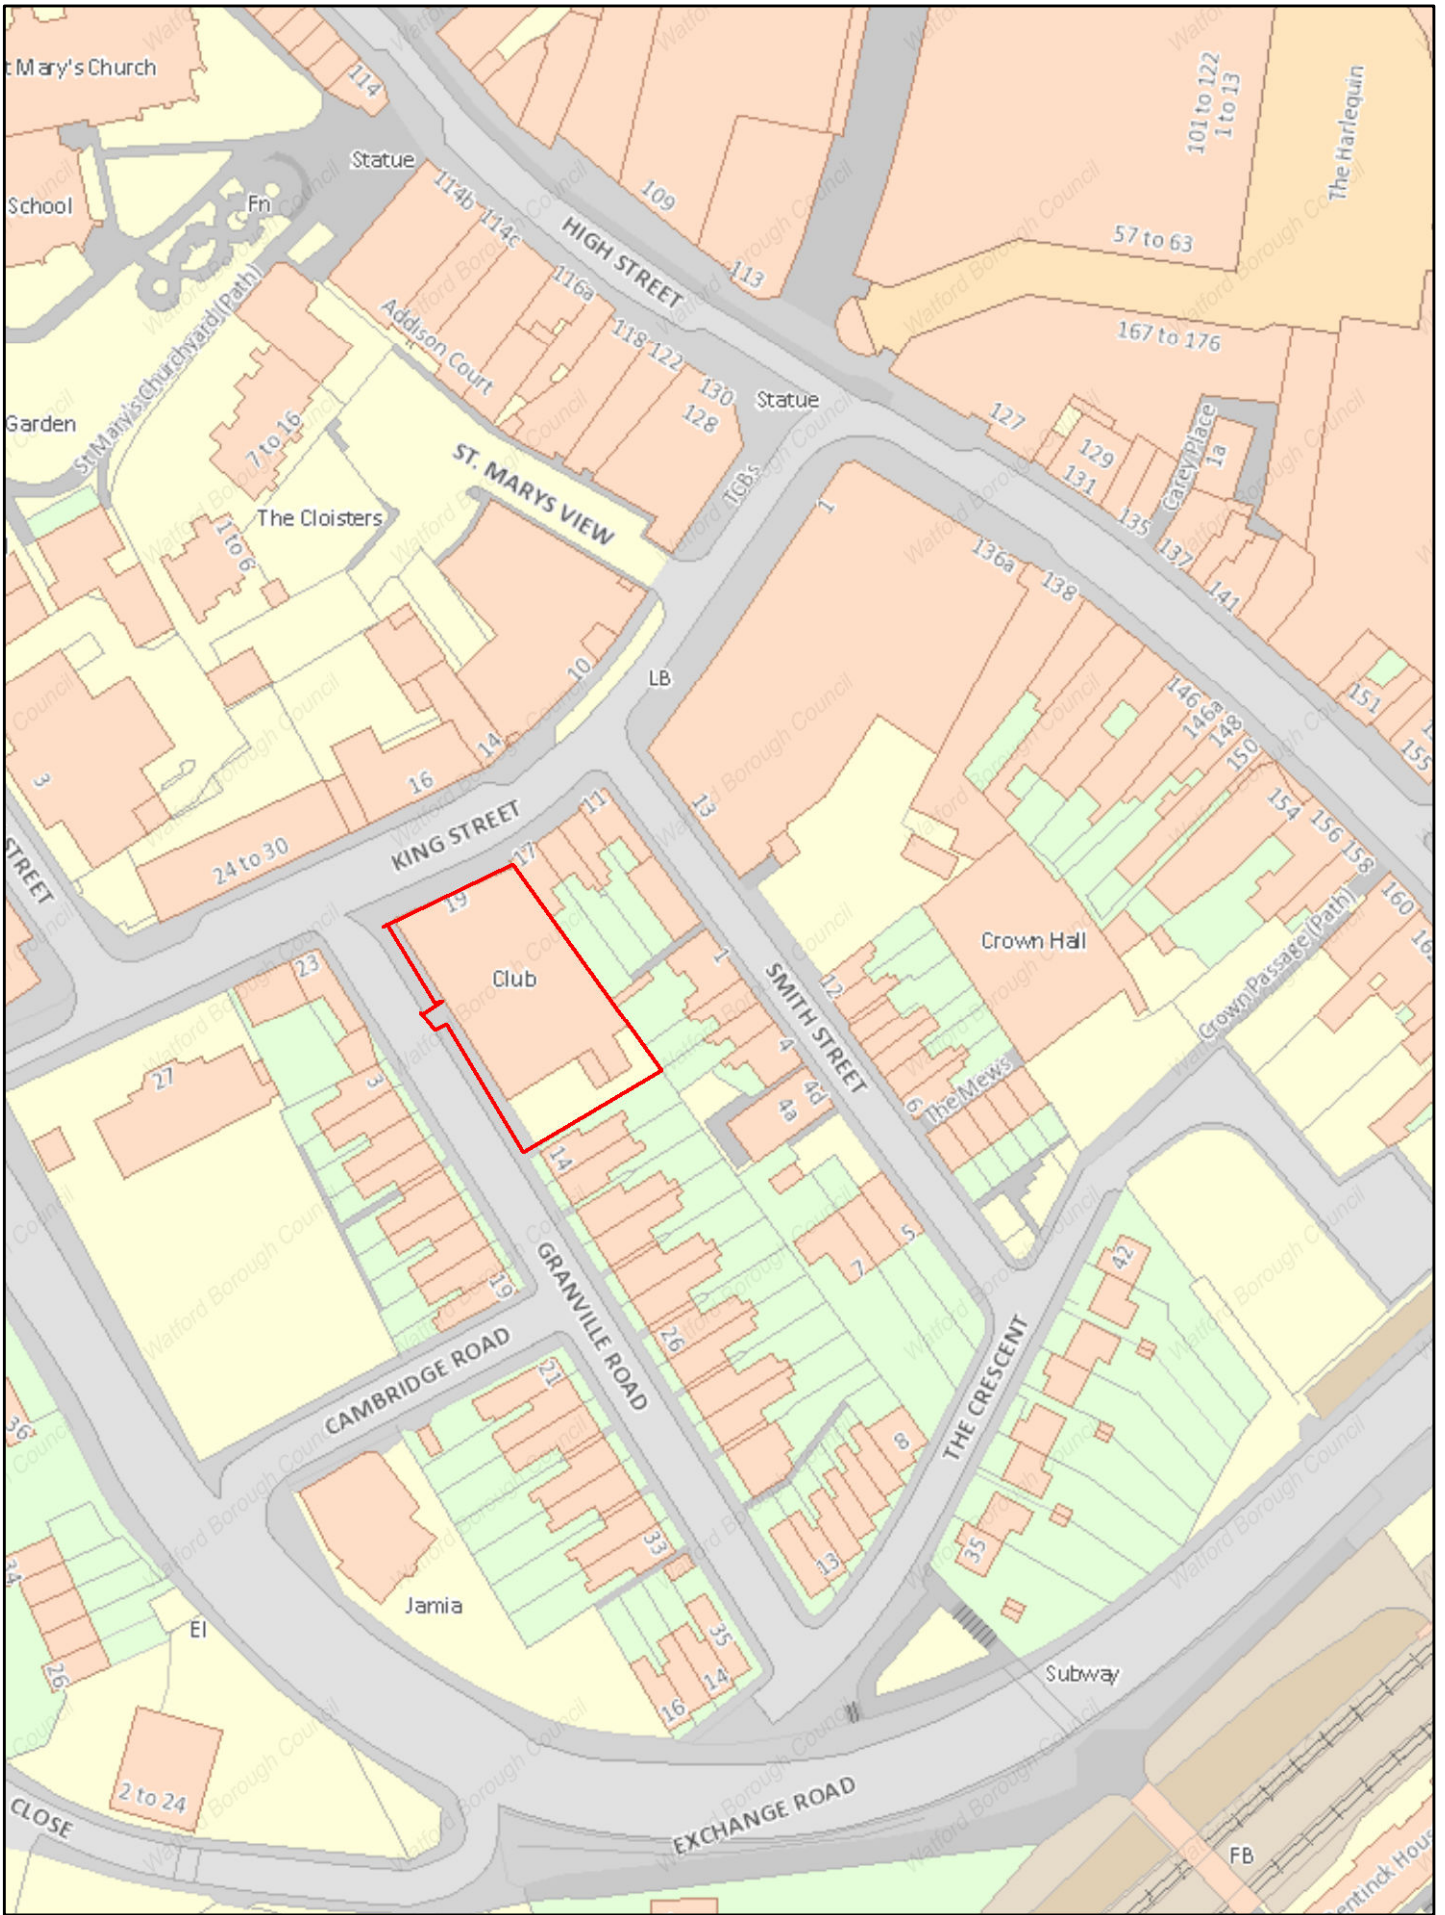 t Mary's Church
114
Statue
101 to 122
1 to 13
The Harlequin
School
Fn
114b
114c
109
HIGH STREET
113
57 to 63
St Mary's Churchyard (Path)
116a
Addison Court
118
122
130
128
Statue
167 to 176
Garden
7 to 16
127
129
131
Carey Place
1a
ST. MARYS VIEW
TCBs
1
135
137
The Cloisters
1 to 6
136a
138
141
10
LB
146
146a
148
150
151
155
3
14
16
13
154
156
158
160
STREET
24 to 30
KING STREET
11
17
19
Crown Hall
Crown Passage (Path)
23
Club
1
SMITH STREET
12
27
3
4
4d
4a
6
The Mews
14
5
7
42
19
GRANVILLE ROAD
26
CAMBRIDGE ROAD
21
THE CRESCENT
36
8
33
13
35
34
Jamia
EI
26
35
14
16
Subway
2 to 24
CLOSE
EXCHANGE ROAD
FB
entinck Hou
Watford Borough Council